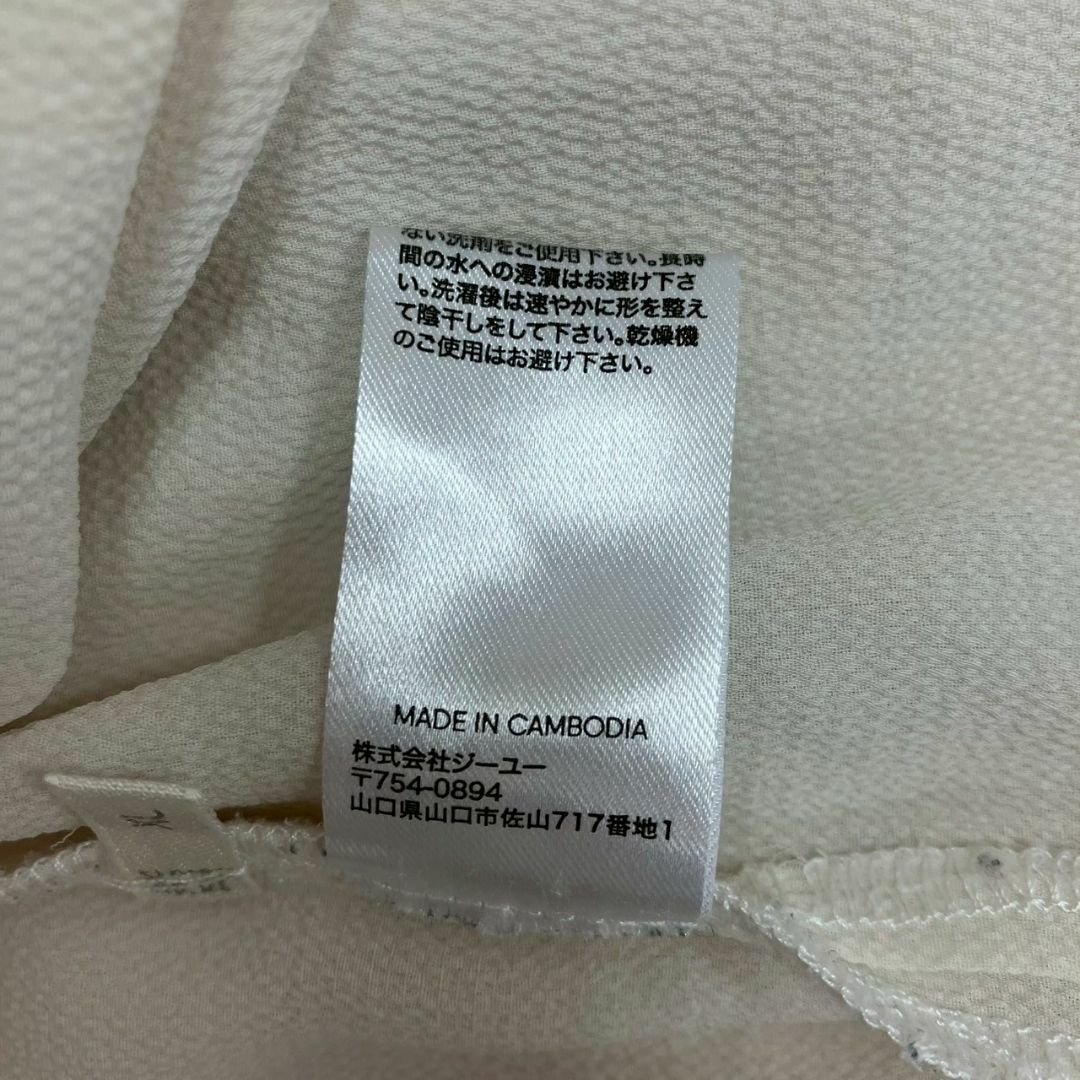 ない洗剤をご使用下さい。長時
間の水への浸漬はお避け下さ
い。洗濯後は速やかに形を整え
て陰干しをして下さい。乾燥機
のご使用はお避け下さい。
MADE IN CAMBODIA
株式会社ジーユー
〒754-0894
山口県山口市佐山717番地1
XL